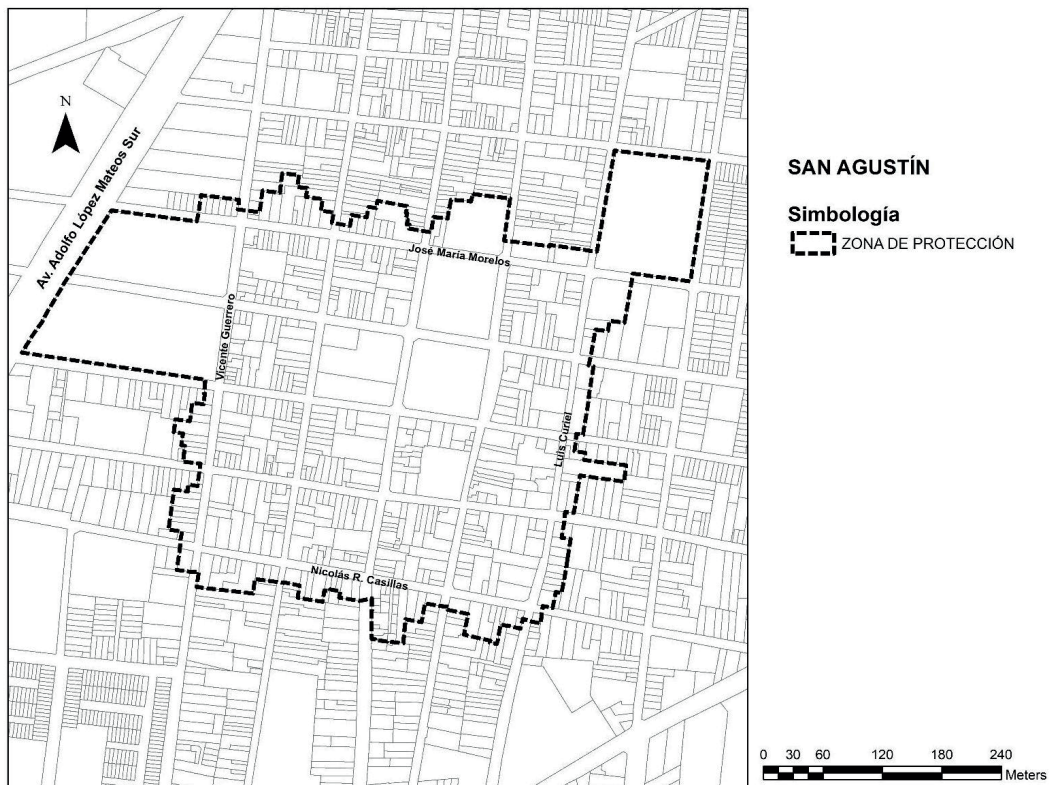 N
Av. Adolfo López Mateos Sur
José María Morelos
Vicente Guerrero
Luis Curiel
Nicolás R. Casillas
SAN AGUSTÍN
Simbología
ZONA DE PROTECCIÓN
0 30 60 120 180 240
Meters